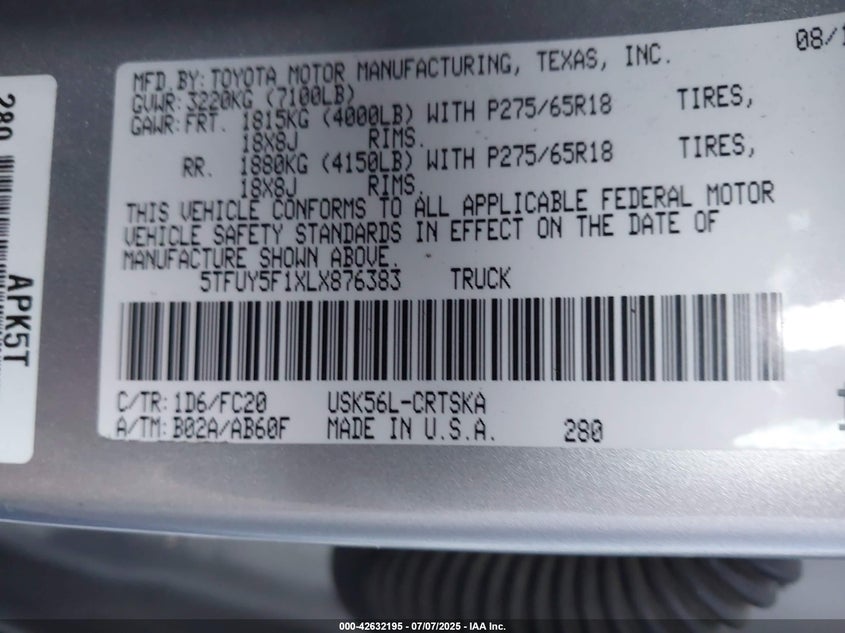 08/1
MFD. BY: TOYOTA MOTOR MANUFACTURING, TEXAS, INC.
GVWR: 3220KG (7100LB)
GAWR: FRT. 1815KG (4000LB) WITH P275/65R18 TIRES,
18X8J RIMS.
RR. 1880KG (4150LB) WITH P275/65R18 TIRES,
18X8J RIMS.
THIS VEHICLE CONFORMS TO ALL APPLICABLE FEDERAL MOTOR
VEHICLE SAFETY STANDARDS IN EFFECT ON THE DATE OF
MANUFACTURE SHOWN ABOVE.
5TFUY5F1XLX876383 TRUCK
C/TR: 1D6/FC20 USK56L-CRTSKA
A/TM: B02A/AB60F MADE IN U.S.A. 280
280
APK5T
000-42632195 - 07/07/2025 - IAA Inc.